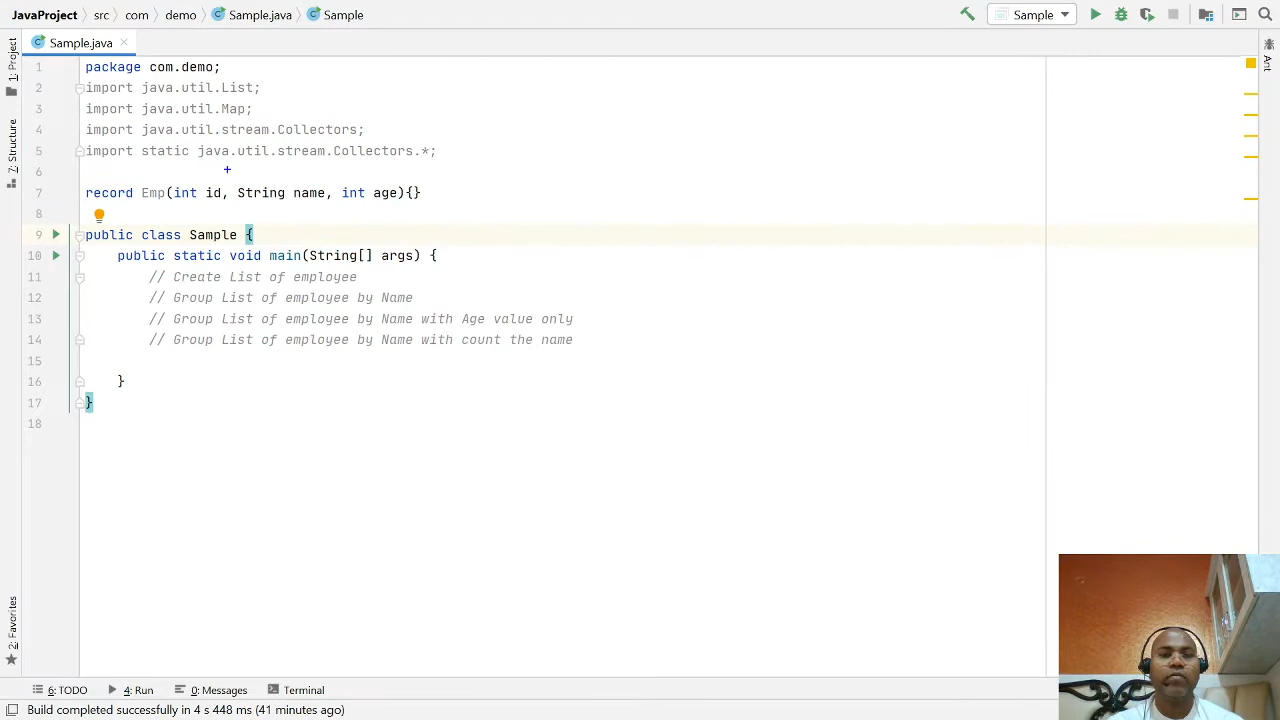 JavaProject src com demo Sample.java Sample
Sample
Sample.java
1: Project
7: Structure
2: Favorites
Ant
1 package com.demo;
2 import java.util.List;
3 import java.util.Map;
4 import java.util.stream.Collectors;
5 import static java.util.stream.Collectors.*;
6
7 record Emp(int id, String name, int age){}
8
9 public class Sample {
10 public static void main(String[] args) {
11 // Create List of employee
12 // Group List of employee by Name
13 // Group List of employee by Name with Age value only
14 // Group List of employee by Name with count the name
15
16 }
17 }
18
6: TODO 4: Run 0: Messages Terminal
Build completed successfully in 4 s 448 ms (41 minutes ago)